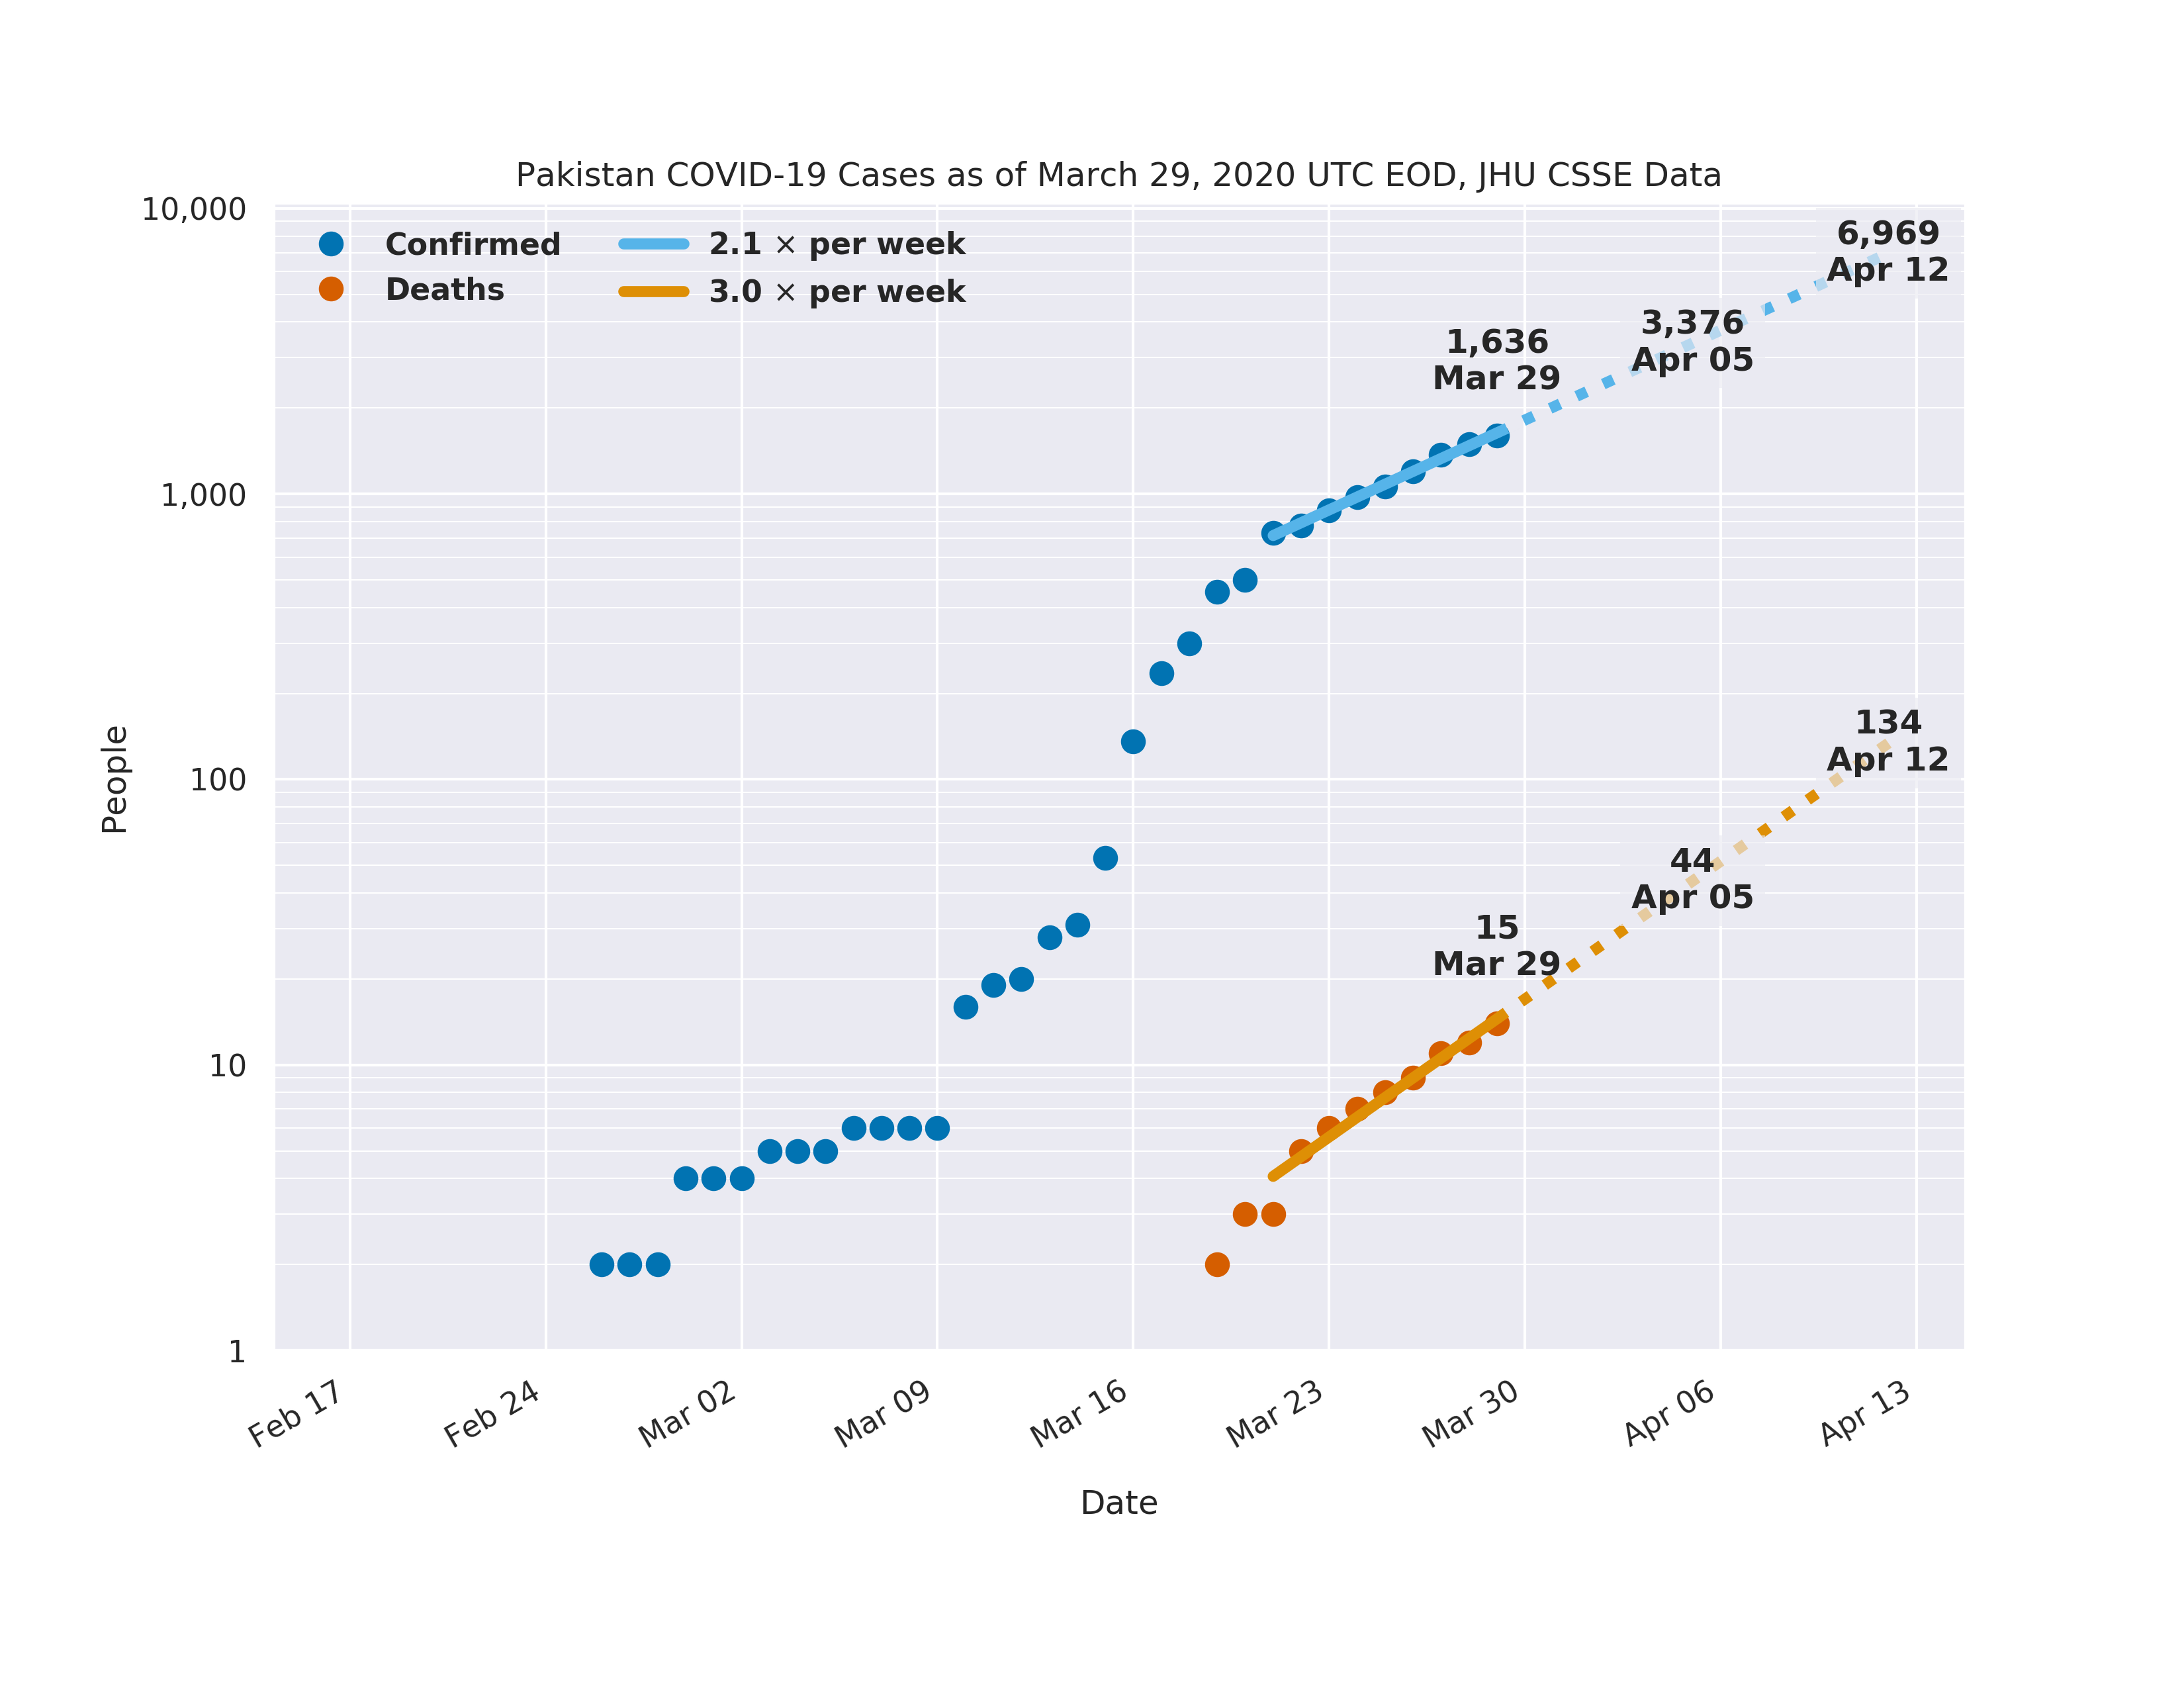 Pakistan COVID-19 Cases as of March 29, 2020 UTC EOD, JHU CSSE Data
Confirmed
Deaths
2.1 × per week
3.0 × per week
6,969
Apr 12
3,376
Apr 05
1,636
Mar 29
134
Apr 12
44
Apr 05
15
Mar 29
People
10,000
1,000
100
10
1
Feb 17
Feb 24
Mar 02
Mar 09
Mar 16
Mar 23
Mar 30
Apr 06
Apr 13
Date